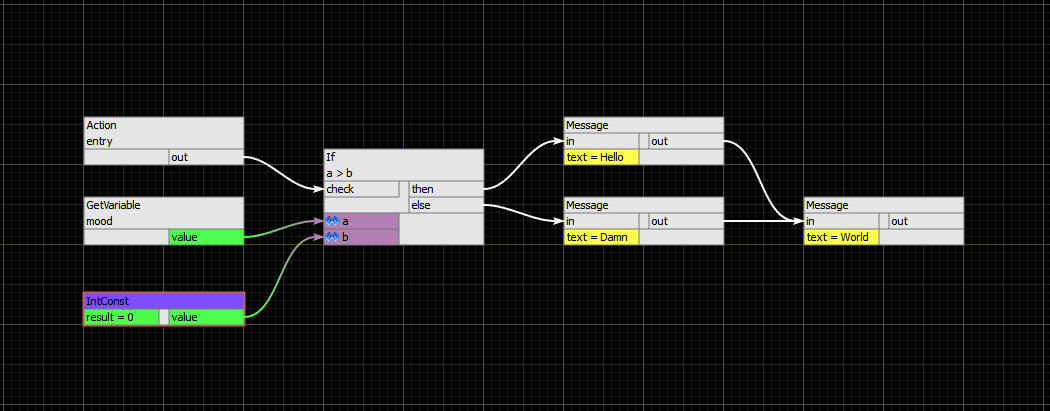 Action
entry
out
GetVariable
mood
value
IntConst
result = 0 value
If
a > b
check then
else
a
b
Message
in out
text = Hello
Message
in out
text = Damn
Message
in out
text = World